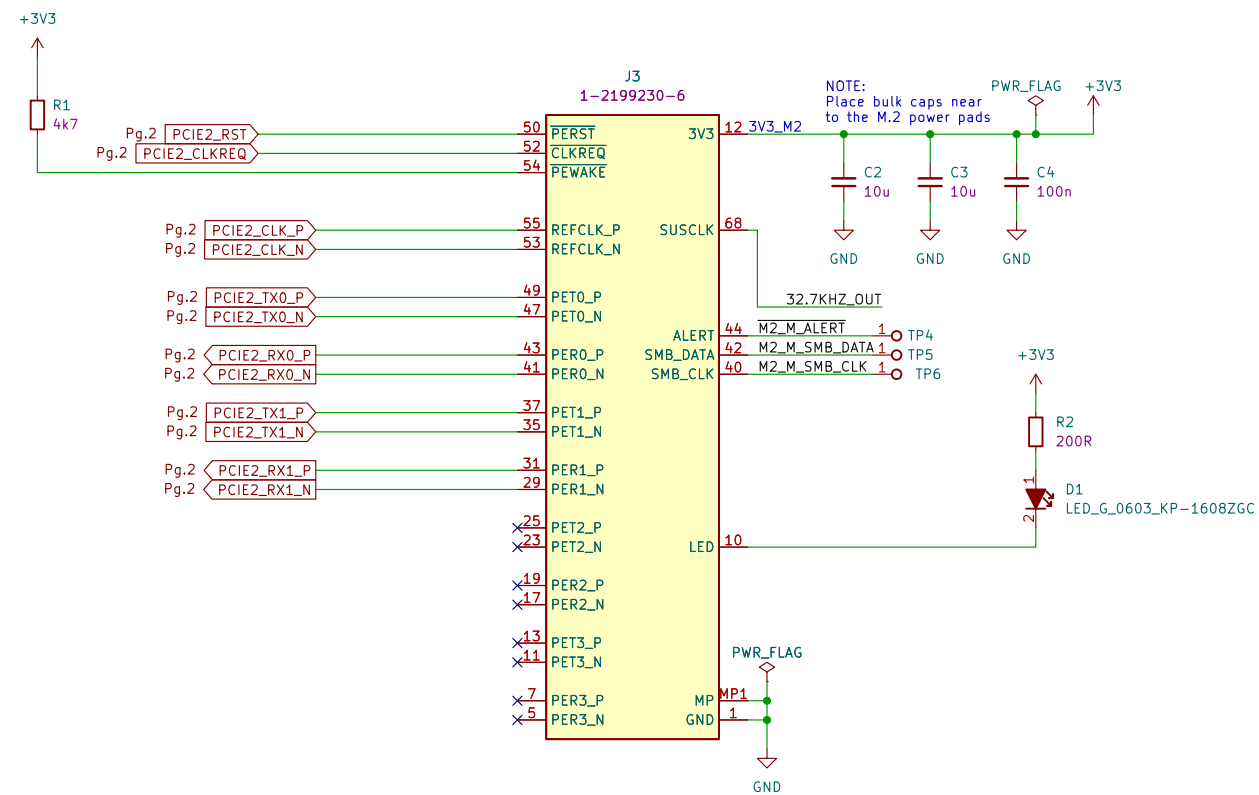 +3V3
R1
4k7
J3
1-2199230-6
NOTE:
Place bulk caps near
to the M.2 power pads
PWR_FLAG
+3V3
Pg.2 PCIE2_RST 50 PERST
Pg.2 PCIE2_CLKREQ 52 CLKREQ
54 PEWAKE
3V3 12 3V3_M2
C2
10u
GND
C3
10u
GND
C4
100n
GND
Pg.2 PCIE2_CLK_P 55 REFCLK_P
Pg.2 PCIE2_CLK_N 53 REFCLK_N
SUSCLK 68
32.7KHZ_OUT
Pg.2 PCIE2_TX0_P 49 PET0_P
Pg.2 PCIE2_TX0_N 47 PET0_N
ALERT 44 M2_M_ALERT 1 TP4
Pg.2 PCIE2_RX0_P 43 PER0_P
SMB_DATA 42 M2_M_SMB_DATA 1 TP5
Pg.2 PCIE2_RX0_N 41 PER0_N
SMB_CLK 40 M2_M_SMB_CLK 1 TP6
Pg.2 PCIE2_TX1_P 37 PET1_P
Pg.2 PCIE2_TX1_N 35 PET1_N
Pg.2 PCIE2_RX1_P 31 PER1_P
Pg.2 PCIE2_RX1_N 29 PER1_N
+3V3
R2
200R
1
D1
LED_G_0603_KP-1608ZGC
2
25 PET2_P
23 PET2_N
LED 10
19 PER2_P
17 PER2_N
13 PET3_P
11 PET3_N
7 PER3_P
5 PER3_N
PWR_FLAG
MP MP1
GND 1
GND